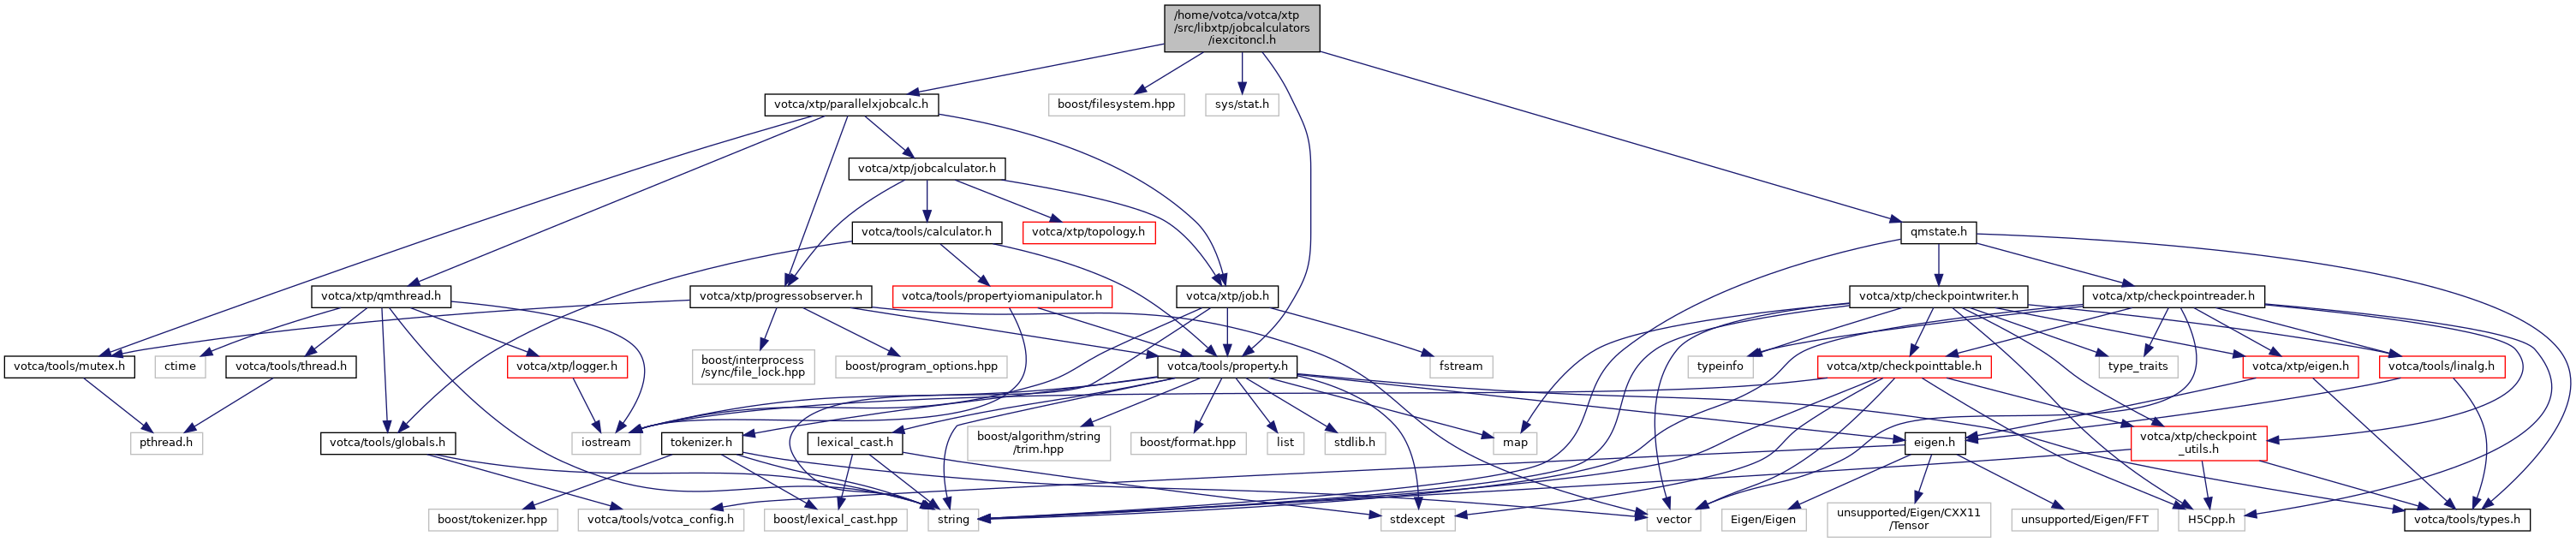 /home/votca/votca/xtp
/src/libxtp/jobcalculators
/iexcitoncl.h
votca/xtp/parallelxjobcalc.h
boost/filesystem.hpp
sys/stat.h
votca/xtp/jobcalculator.h
votca/tools/calculator.h
votca/xtp/topology.h
qmstate.h
votca/xtp/qmthread.h
votca/xtp/progressobserver.h
votca/tools/propertyiomanipulator.h
votca/xtp/job.h
votca/xtp/checkpointwriter.h
votca/xtp/checkpointreader.h
votca/tools/mutex.h
ctime
votca/tools/thread.h
votca/xtp/logger.h
boost/interprocess
/sync/file_lock.hpp
boost/program_options.hpp
votca/tools/property.h
fstream
typeinfo
votca/xtp/checkpointtable.h
type_traits
votca/xtp/eigen.h
votca/tools/linalg.h
pthread.h
votca/tools/globals.h
iostream
tokenizer.h
lexical_cast.h
boost/algorithm/string
/trim.hpp
boost/format.hpp
list
stdlib.h
map
eigen.h
votca/xtp/checkpoint
_utils.h
boost/tokenizer.hpp
votca/tools/votca_config.h
boost/lexical_cast.hpp
string
stdexcept
vector
Eigen/Eigen
unsupported/Eigen/CXX11
/Tensor
unsupported/Eigen/FFT
H5Cpp.h
votca/tools/types.h